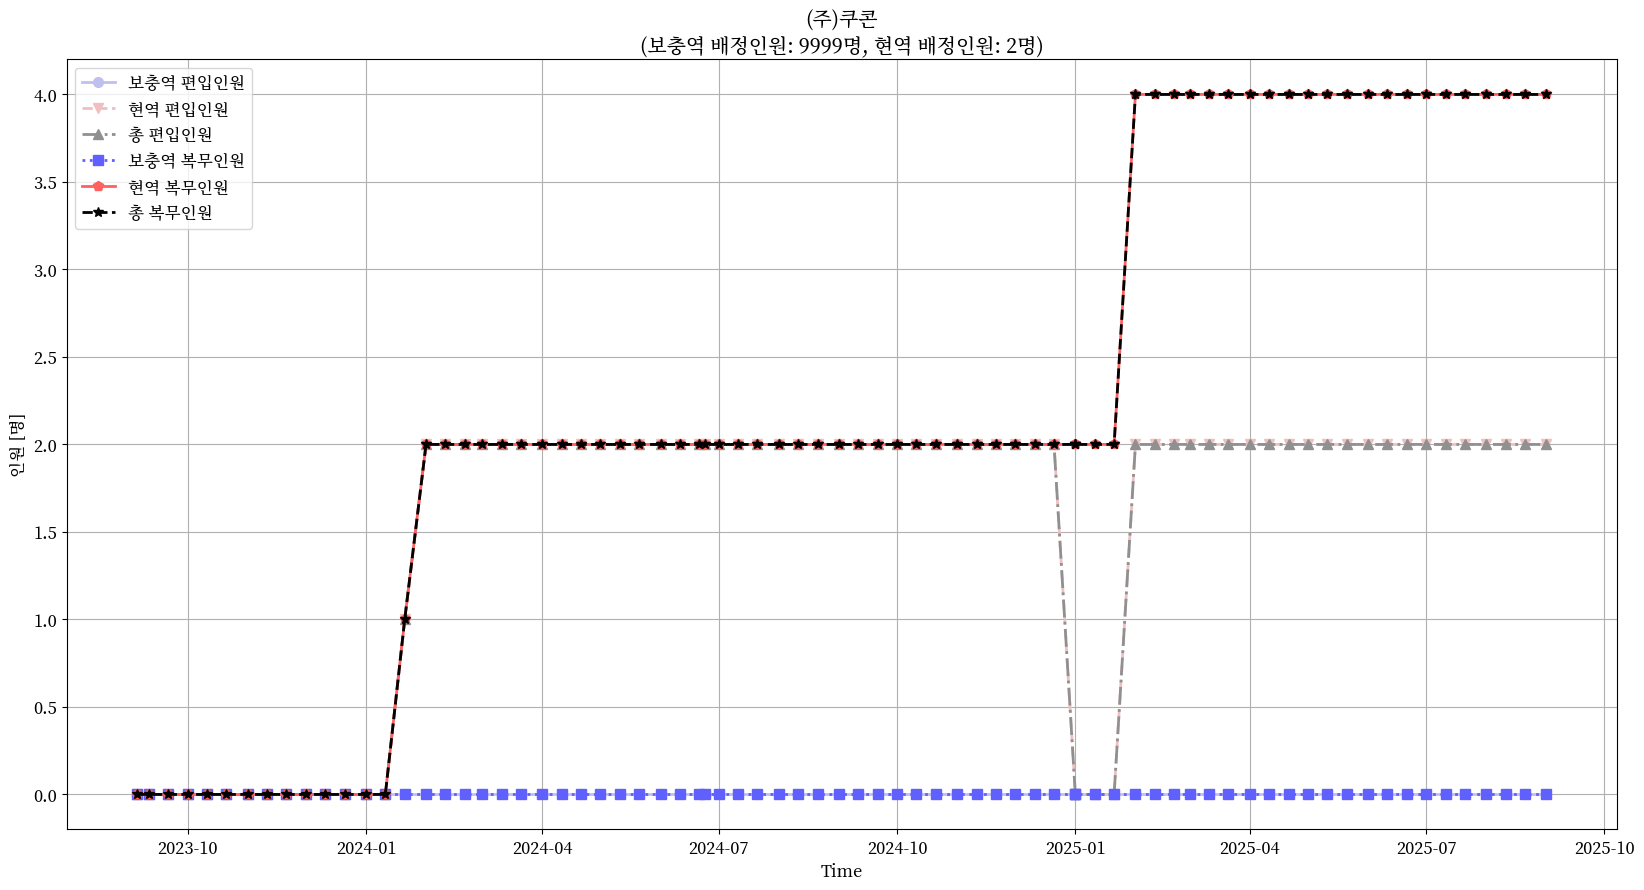 (주)쿠콘
(보충역 배정인원: 9999명, 현역 배정인원: 2명)
보충역 편입인원
현역 편입인원
총 편입인원
보충역 복무인원
현역 복무인원
총 복무인원
4.0
3.5
3.0
2.5
2.0
1.5
1.0
0.5
0.0
인원 [명]
2023-10
2024-01
2024-04
2024-07
2024-10
2025-01
2025-04
2025-07
2025-10
Time